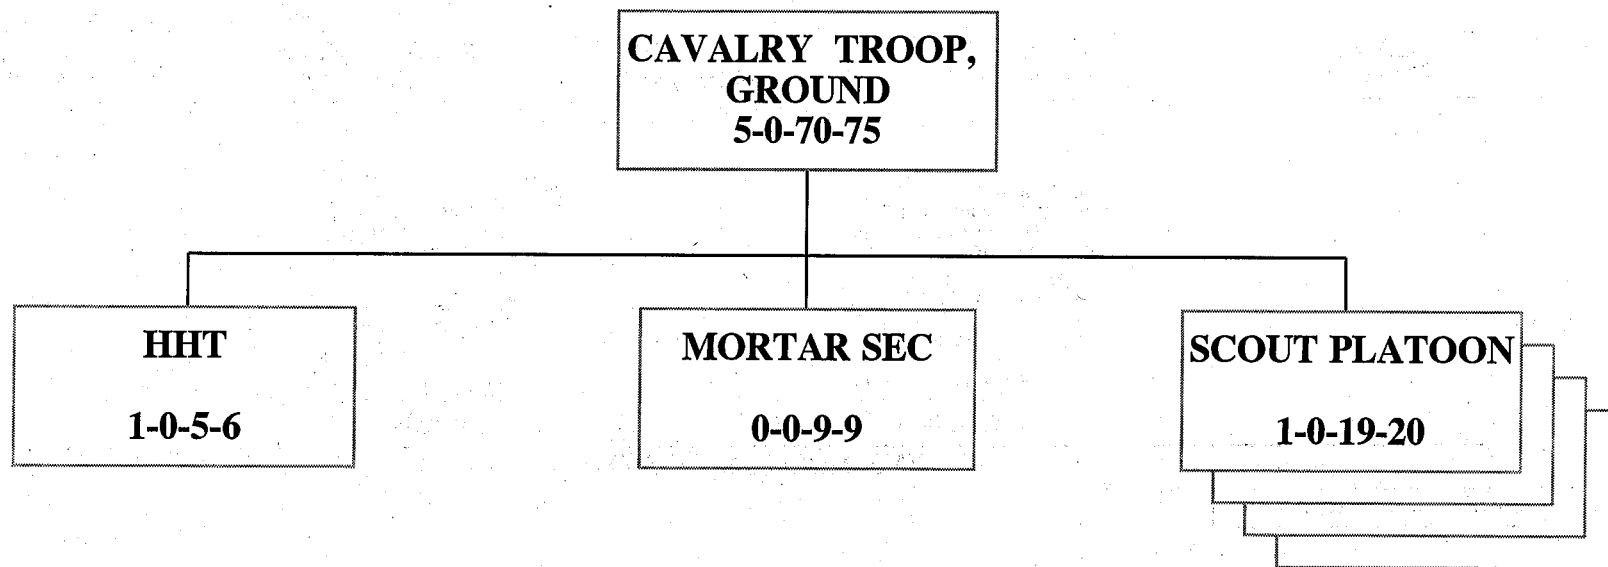 CAVALRY TROOP,
GROUND
5-0-70-75
HHT
1-0-5-6
MORTAR SEC
0-0-9-9
SCOUT PLATOON
1-0-19-20